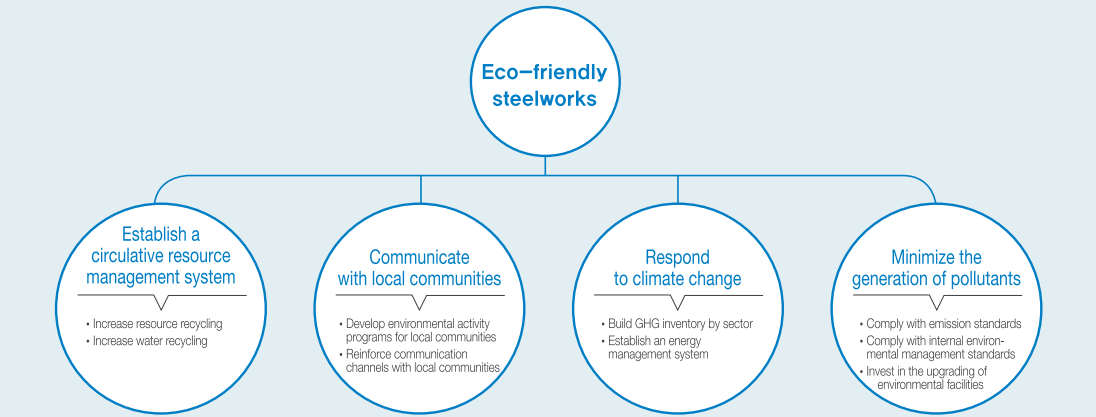 Eco-friendly
steelworks
Establish a
circulative resource
management system
• Increase resource recycling
• Increase water recycling
Communicate
with local communities
• Develop environmental activity
programs for local communities
• Reinforce communication
channels with local communities
Respond
to climate change
• Build GHG inventory by sector
• Establish an energy
management system
Minimize the
generation of pollutants
• Comply with emission standards
• Comply with internal environ-
mental management standards
• Invest in the upgrading of
environmental facilities